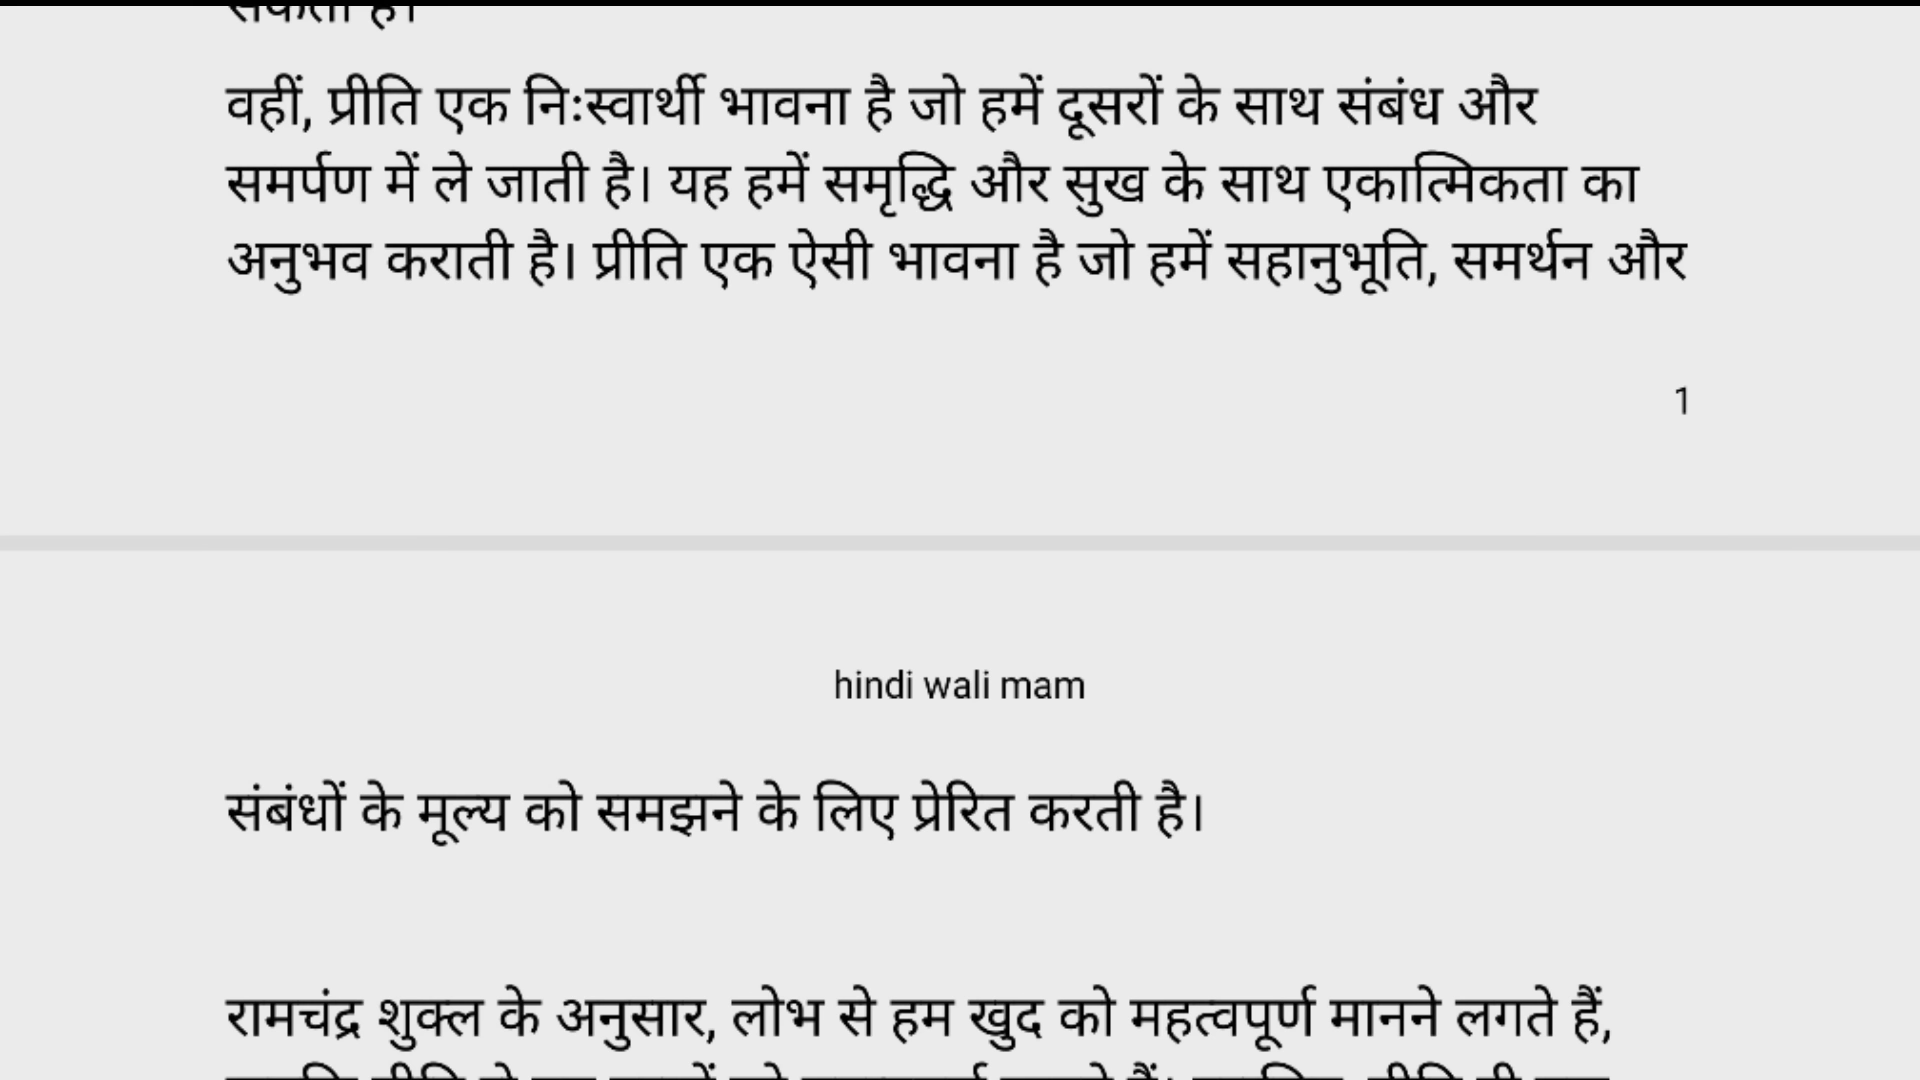 सकता है।
वहीं, प्रीति एक निःस्वार्थी भावना है जो हमें दूसरों के साथ संबंध और
समर्पण में ले जाती है। यह हमें समृद्धि और सुख के साथ एकात्मिकता का
अनुभव कराती है। प्रीति एक ऐसी भावना है जो हमें सहानुभूति, समर्थन और
1
hindi wali mam
संबंधों के मूल्य को समझने के लिए प्रेरित करती है।
रामचंद्र शुक्ल के अनुसार, लोभ से हम खुद को महत्वपूर्ण मानने लगते हैं,